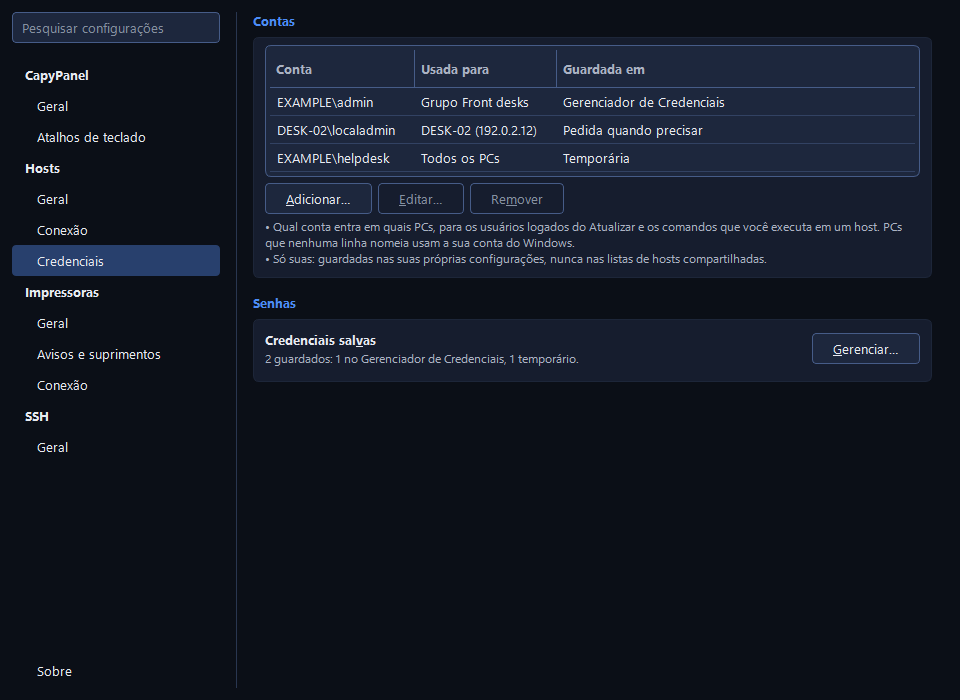 Pesquisar configurações
CapyPanel
Geral
Atalhos de teclado
Hosts
Geral
Conexão
Credenciais
Impressoras
Geral
Avisos e suprimentos
Conexão
SSH
Geral
Sobre
Contas
Conta Usada para Guardada em
EXAMPLE\admin Grupo Front desks Gerenciador de Credenciais
DESK-02\localadmin DESK-02 (192.0.2.12) Pedida quando precisar
EXAMPLE\helpdesk Todos os PCs Temporária
Adicionar... Editar... Remover
• Qual conta entra em quais PCs, para os usuários logados do Atualizar e os comandos que você executa em um host. PCs
que nenhuma linha nomeia usam a sua conta do Windows.
• Só suas: guardadas nas suas próprias configurações, nunca nas listas de hosts compartilhadas.
Senhas
Credenciais salvas
2 guardados: 1 no Gerenciador de Credenciais, 1 temporário.
Gerenciar...